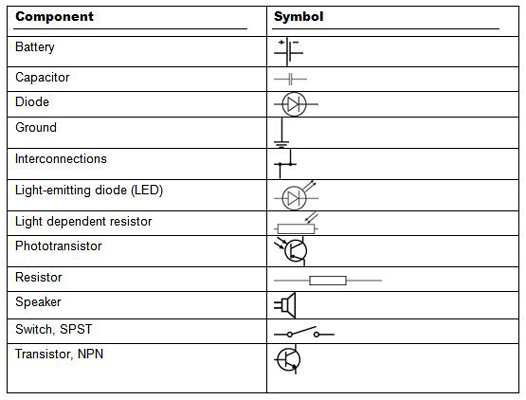 Component Symbol
Battery
+ -
Capacitor
Diode
Ground
Interconnections
Light-emitting diode (LED)
Light dependent resistor
Phototransistor
Resistor
Speaker
Switch, SPST
Transistor, NPN